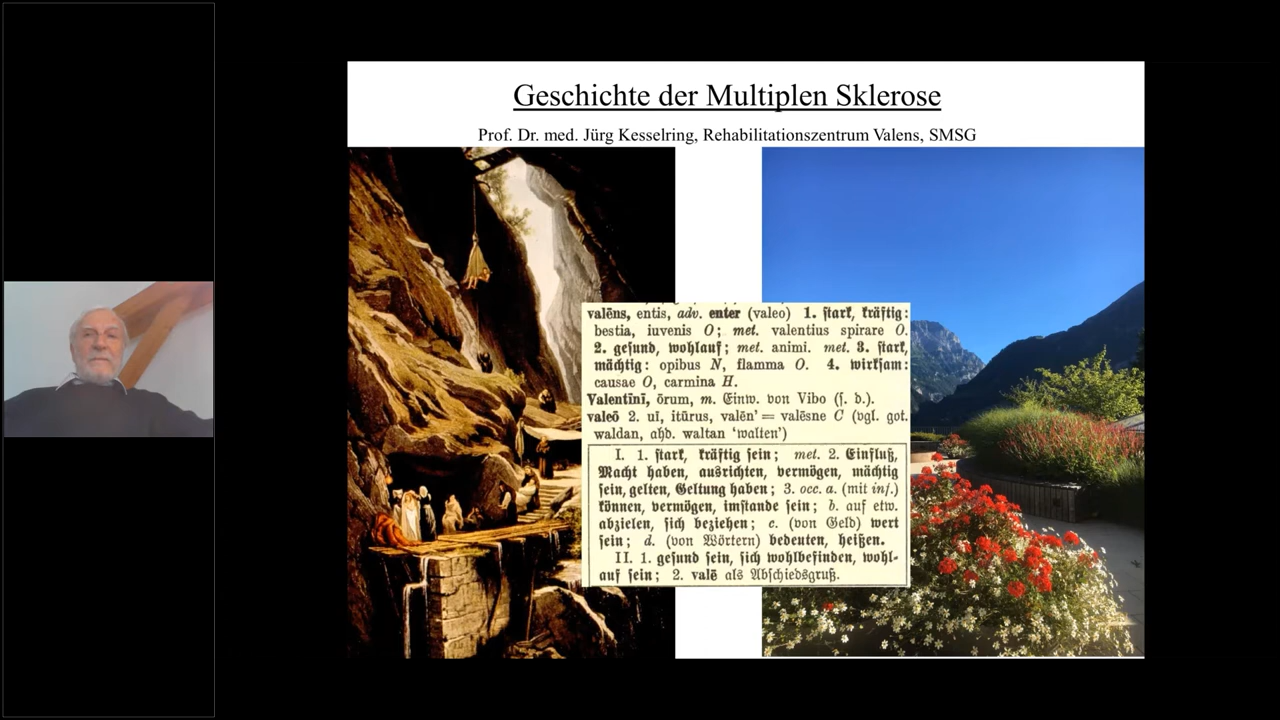 Geschichte der Multiplen Sklerose
Prof. Dr. med. Jürg Kesselring, Rehabilitationszentrum Valens, SMSG
valēns, entis, adv. enter (valeo) 1. ſtark, kräftig:
bestia, iuvenis O; met. valentius spirare O.
2. geſund, wohlauf; met. animi. met. 3. ſtark,
mächtig: opibus N, flamma O. 4. wirkſam:
causae O, carmina H.
Valentīnī, ōrum, m. Einw. von Vibo (ſ. d.).
valeō 2. uī, itūrus, valēn' = valēsne C (vgl. got.
waldan, ahd. waltan ‘walten’)
I. 1. ſtark, kräftig ſein; met. 2. Einfluß,
Macht haben, ausrichten, vermögen, mächtig
ſein, gelten, Geltung haben; 3. occ. a. (mit inf.)
können, vermögen, imſtande ſein; b. auf etw.
abzielen, ſich beziehen; c. (von Geld) wert
ſein; d. (von Wörtern) bedeuten, heißen.
II. 1. geſund ſein, ſich wohlbefinden, wohl-
auf ſein; 2. valē als Abſchiedsgruß.